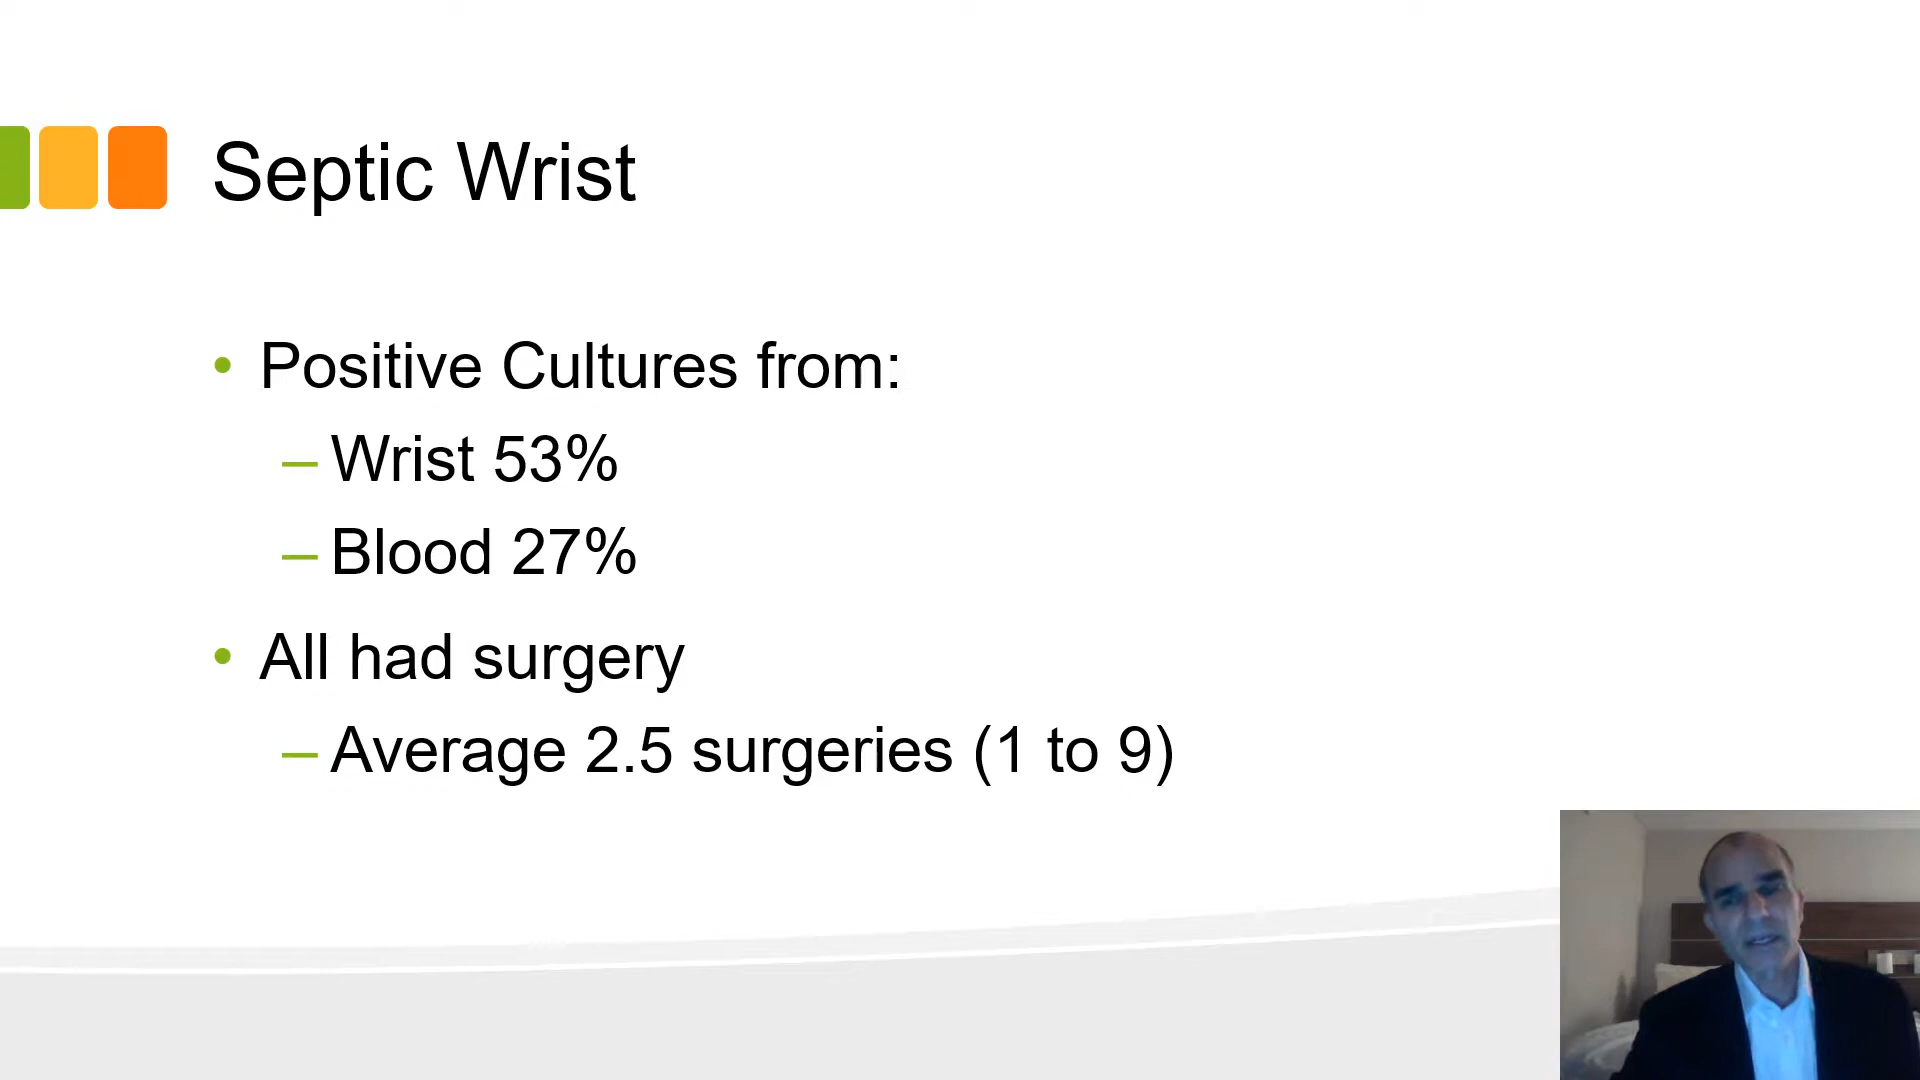 Septic Wrist
• Positive Cultures from:
– Wrist 53%
– Blood 27%
• All had surgery
– Average 2.5 surgeries (1 to 9)